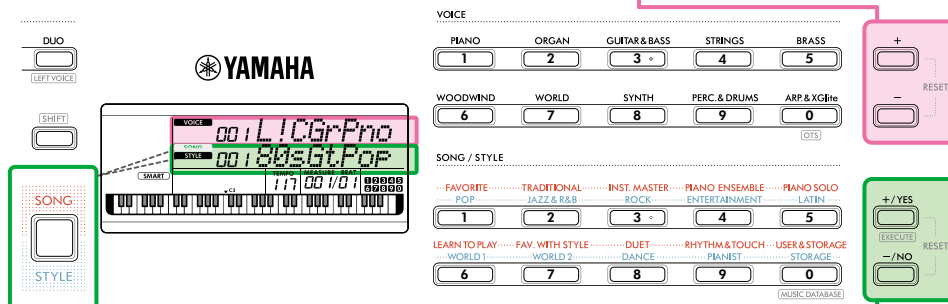 DUO
LEFT VOICE
SHIFT
SONG
STYLE
YAMAHA
VOICE
001 L!CGrPno
SONG
STYLE
001 80sGtPop
SMART
TEMPO MEASURE BEAT
117 001/01
1 2 3 4 5
6 7 8 9 0
C3
VOICE
PIANO ORGAN GUITAR & BASS STRINGS BRASS
1 2 3 4 5
WOODWIND WORLD SYNTH PERC. & DRUMS ARP. & XGlite
6 7 8 9 0
OTS
SONG / STYLE
FAVORITE TRADITIONAL INST. MASTER PIANO ENSEMBLE PIANO SOLO
POP JAZZ & R&B ROCK ENTERTAINMENT LATIN
1 2 3 4 5
LEARN TO PLAY FAV. WITH STYLE DUET RHYTHM & TOUCH USER & STORAGE
WORLD 1 WORLD 2 DANCE PIANIST STORAGE
6 7 8 9 0
MUSIC DATABASE
+
RESET
−
+/YES
EXECUTE
RESET
−/NO